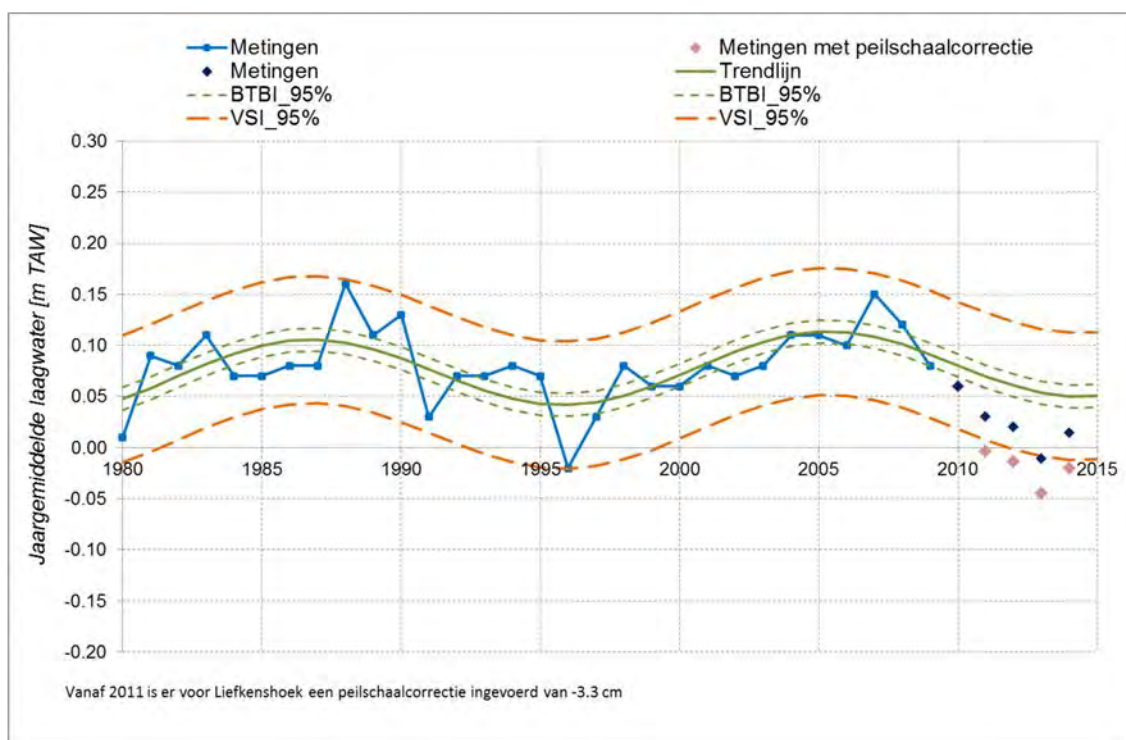 Metingen
Metingen met peilschaalcorrectie
Metingen
Trendlijn
BTBI_95%
BTBI_95%
VSI_95%
VSI_95%
Jaargemiddelde laagwater [m TAW]
0.30
0.25
0.20
0.15
0.10
0.05
0.00
-0.05
-0.10
-0.15
-0.20
1980 1985 1990 1995 2000 2005 2010 2015
Vanaf 2011 is er voor Liefkenshoek een peilschaalcorrectie ingevoerd van -3.3 cm